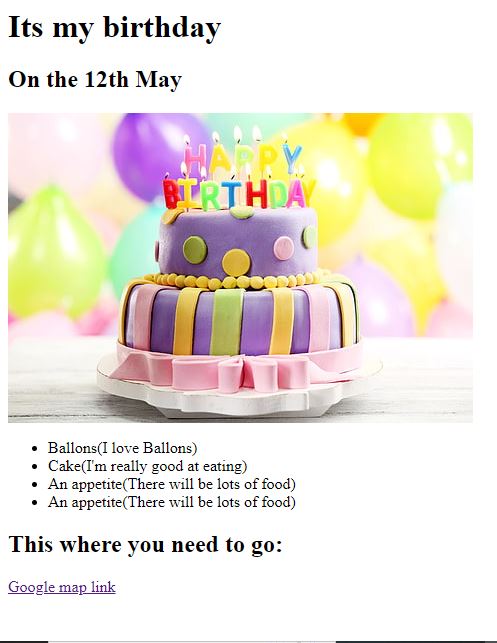 Its my birthday
On the 12th May
HAPPY
BIRTHDAY
Ballons(I love Ballons)
Cake(I'm really good at eating)
An appetite(There will be lots of food)
An appetite(There will be lots of food)
This where you need to go:
Google map link